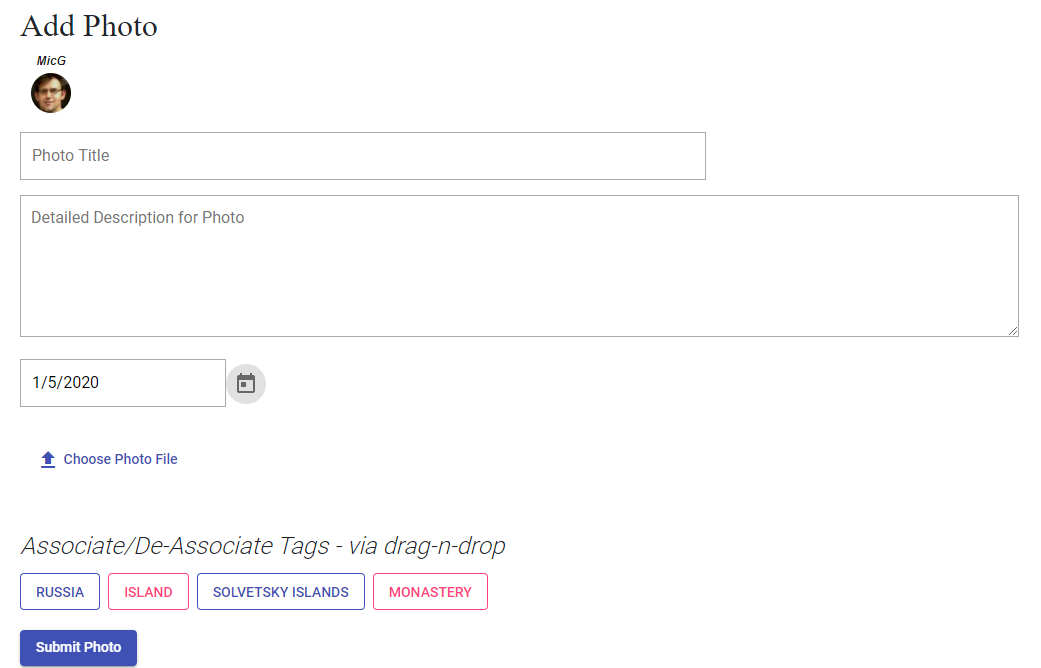 Add Photo
MicG
Photo Title
Detailed Description for Photo
1/5/2020
Choose Photo File
Associate/De-Associate Tags - via drag-n-drop
RUSSIA ISLAND SOLVETSKY ISLANDS MONASTERY
Submit Photo